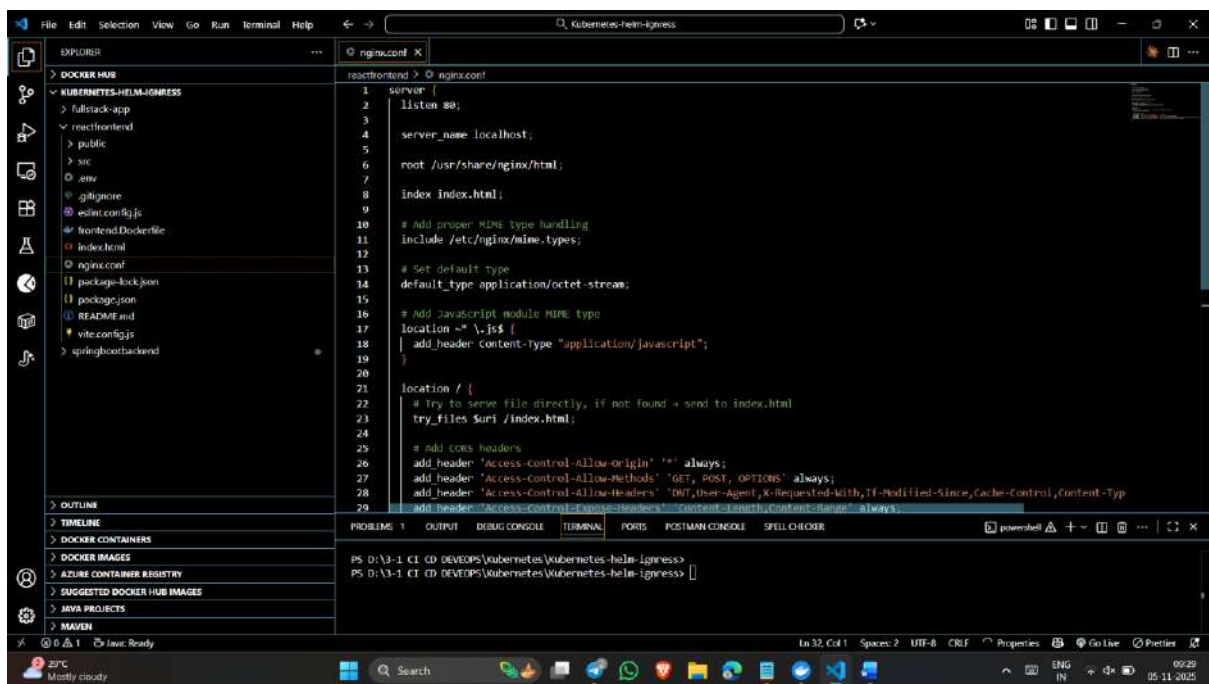 File Edit Selection View Go Run Terminal Help
Kubernetes-helm-ignress
EXPLORER
nginx.conf
DOCKER HUB
reactfrontend > nginx.conf
KUBERNETES-HELM-IGNRESS
fullstack-app
reactfrontend
public
src
.env
.gitignore
eslint.config.js
frontend.Dockerfile
index.html
nginx.conf
package-lock.json
package.json
README.md
vite.config.js
springbootbackend
OUTLINE
TIMELINE
DOCKER CONTAINERS
DOCKER IMAGES
AZURE CONTAINER REGISTRY
SUGGESTED DOCKER HUB IMAGES
JAVA PROJECTS
MAVEN
1 server {
2 listen 80;
3
4 server_name localhost;
5
6 root /usr/share/nginx/html;
7
8 index index.html;
9
10 # Add proper MIME type handling
11 include /etc/nginx/mime.types;
12
13 # Set default type
14 default_type application/octet-stream;
15
16 # Add JavaScript module MIME type
17 location ~* \.js$ {
18 add_header Content-Type "application/javascript";
19 }
20
21 location / {
22 # Try to serve file directly, if not found → send to index.html
23 try_files $uri /index.html;
24
25 # Add CORS headers
26 add_header 'Access-Control-Allow-Origin' '*' always;
27 add_header 'Access-Control-Allow-Methods' 'GET, POST, OPTIONS' always;
28 add_header 'Access-Control-Allow-Headers' 'DNT,User-Agent,X-Requested-With,If-Modified-Since,Cache-Control,Content-Typ
29 add_header 'Access-Control-Expose-Headers' 'Content-Length,Content-Range' always;
PROBLEMS 1 OUTPUT DEBUG CONSOLE TERMINAL PORTS POSTMAN CONSOLE SPELL CHECKER
powershell
PS D:\3-1 CI CD DEVEOPS\Kubernetes\Kubernetes-helm-ignress>
PS D:\3-1 CI CD DEVEOPS\Kubernetes\Kubernetes-helm-ignress>
0 1 Java: Ready
Ln 32, Col 1 Spaces: 2 UTF-8 CRLF Properties Go Live Prettier
29°C
Mostly cloudy
Search
ENG
IN
09:29
05-11-2025